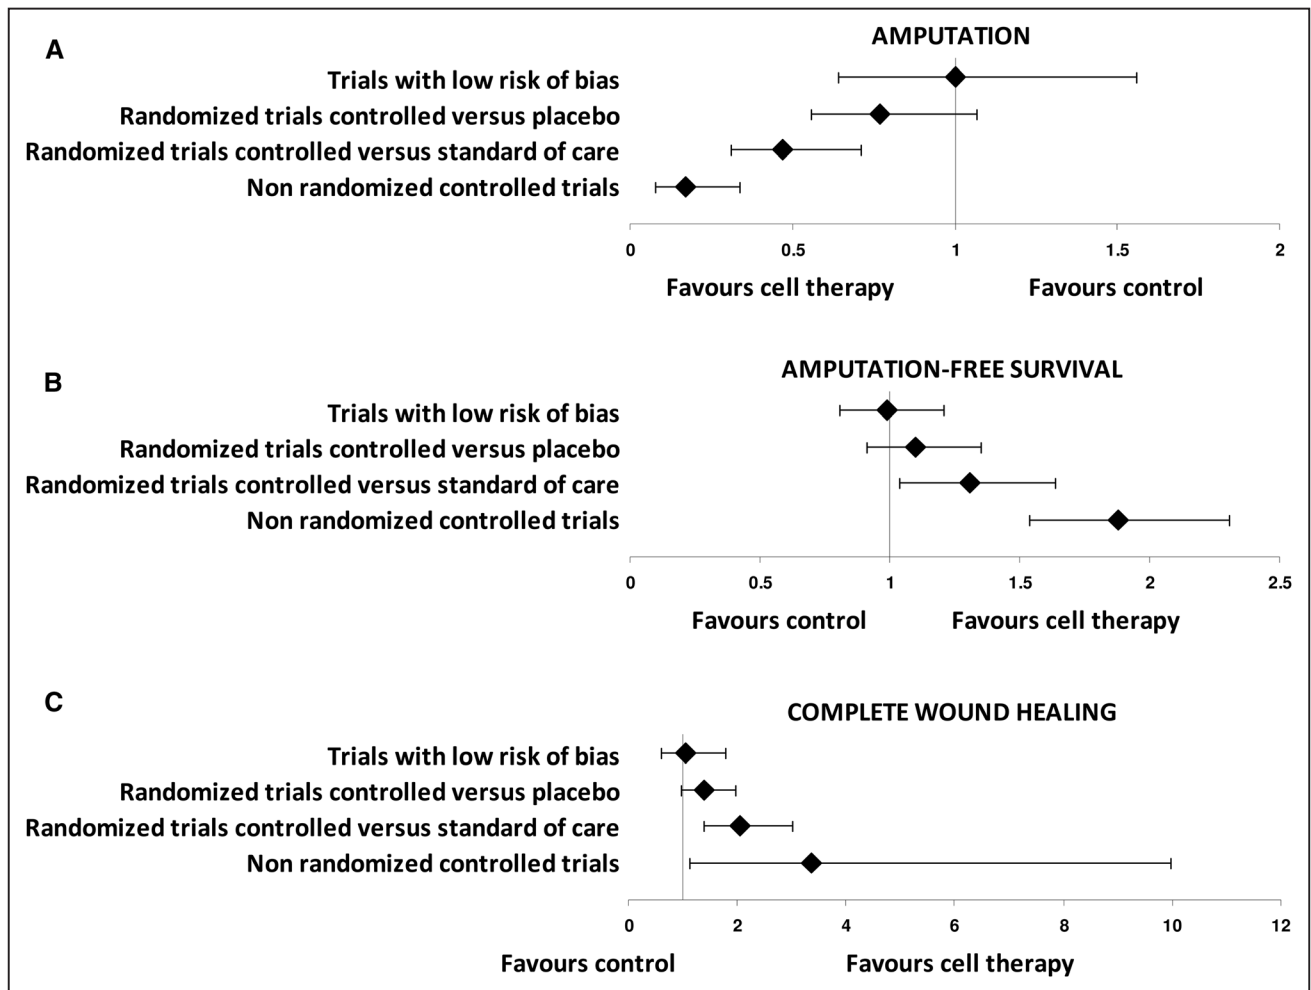 A
AMPUTATION
Trials with low risk of bias
Randomized trials controlled versus placebo
Randomized trials controlled versus standard of care
Non randomized controlled trials
0 0.5 1 1.5 2
Favours cell therapy Favours control
B
AMPUTATION-FREE SURVIVAL
Trials with low risk of bias
Randomized trials controlled versus placebo
Randomized trials controlled versus standard of care
Non randomized controlled trials
0 0.5 1 1.5 2 2.5
Favours control Favours cell therapy
C
COMPLETE WOUND HEALING
Trials with low risk of bias
Randomized trials controlled versus placebo
Randomized trials controlled versus standard of care
Non randomized controlled trials
0 2 4 6 8 10 12
Favours control Favours cell therapy